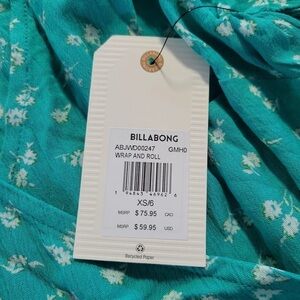 BILLABONG
ABJWD00247 GMH0
WRAP AND ROLL
XS/6
MSRP $ 75.95 CAD
MSRP $ 59.95 USD
Recycled Paper